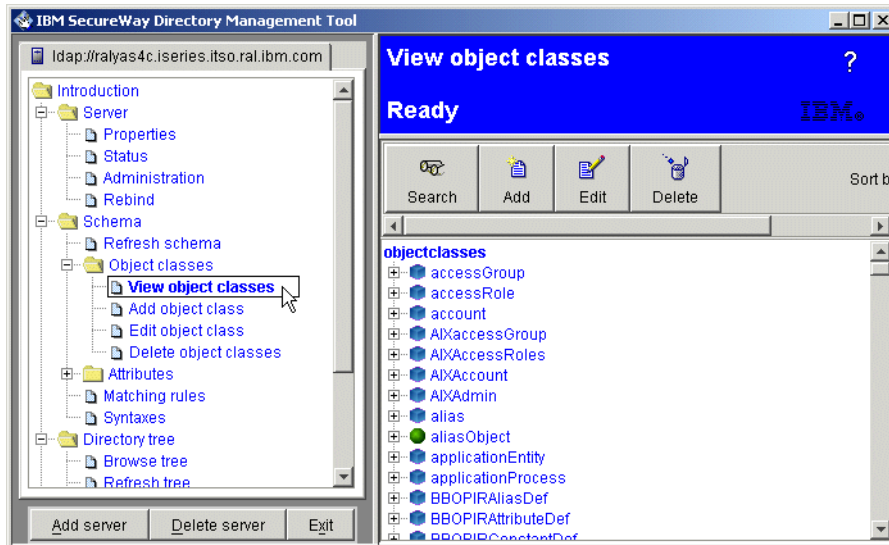 IBM SecureWay Directory Management Tool
ldap://ralyas4c.iseries.itso.ral.ibm.com
Introduction
Server
Properties
Status
Administration
Rebind
Schema
Refresh schema
Object classes
View object classes
Add object class
Edit object class
Delete object classes
Attributes
Matching rules
Syntaxes
Directory tree
Browse tree
Refresh tree
Add server
Delete server
Exit
View object classes
?
Ready
IBM®
Search
Add
Edit
Delete
Sort b
objectclasses
accessGroup
accessRole
account
AIXaccessGroup
AIXAccessRoles
AIXAccount
AIXAdmin
alias
aliasObject
applicationEntity
applicationProcess
BBOPIRAliasDef
BBOPIRAttributeDef
BBOPIRConstantDef